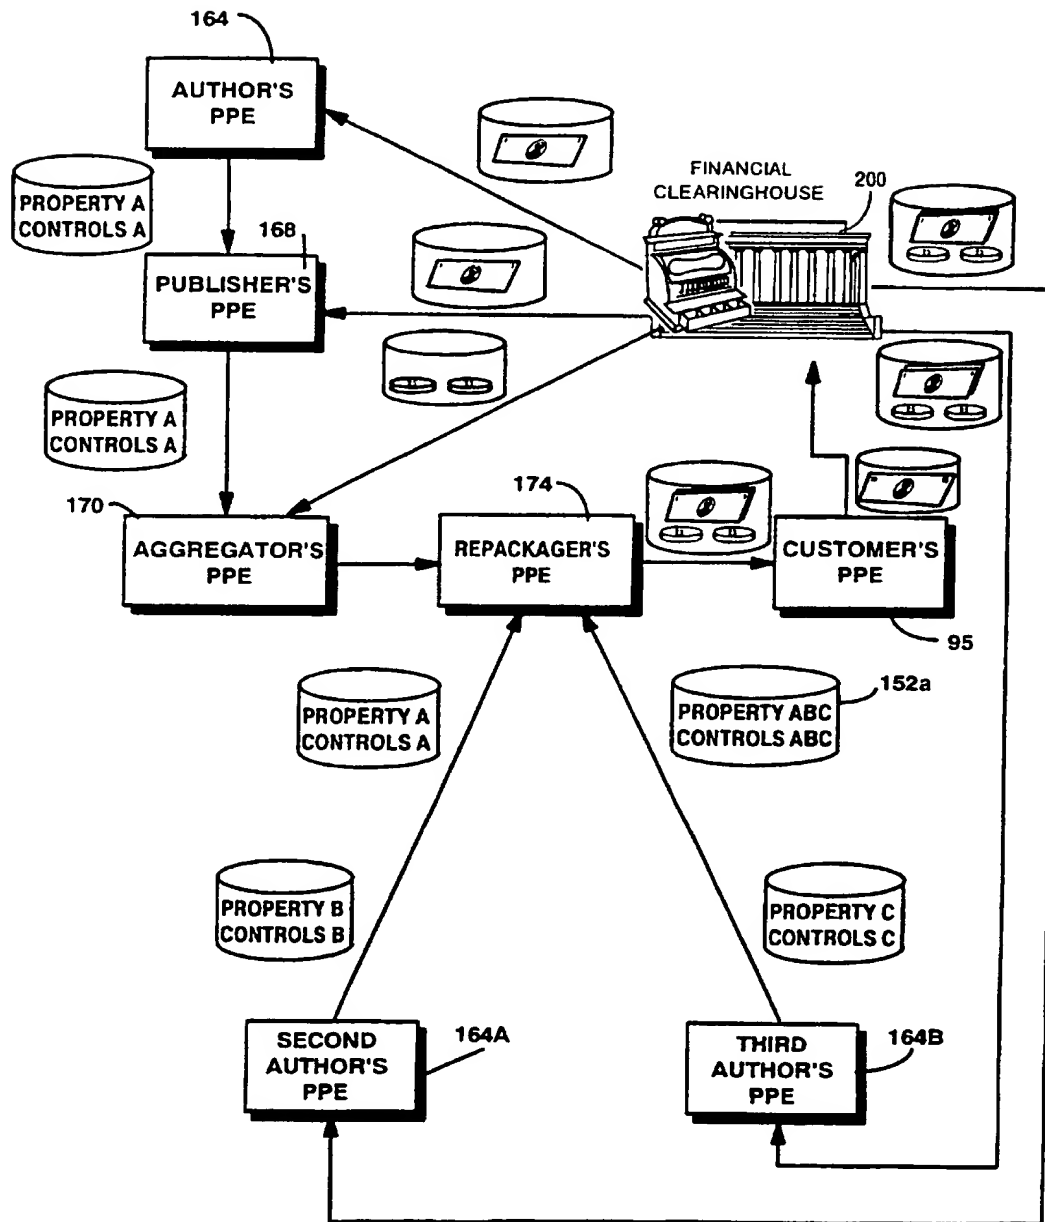 164
AUTHOR'S
PPE
PROPERTY A
CONTROLS A
FINANCIAL
CLEARINGHOUSE
200
168
PUBLISHER'S
PPE
PROPERTY A
CONTROLS A
170
AGGREGATOR'S
PPE
174
REPACKAGER'S
PPE
CUSTOMER'S
PPE
95
PROPERTY A
CONTROLS A
152a
PROPERTY ABC
CONTROLS ABC
PROPERTY B
CONTROLS B
PROPERTY C
CONTROLS C
SECOND
AUTHOR'S
PPE
164A
THIRD
AUTHOR'S
PPE
164B